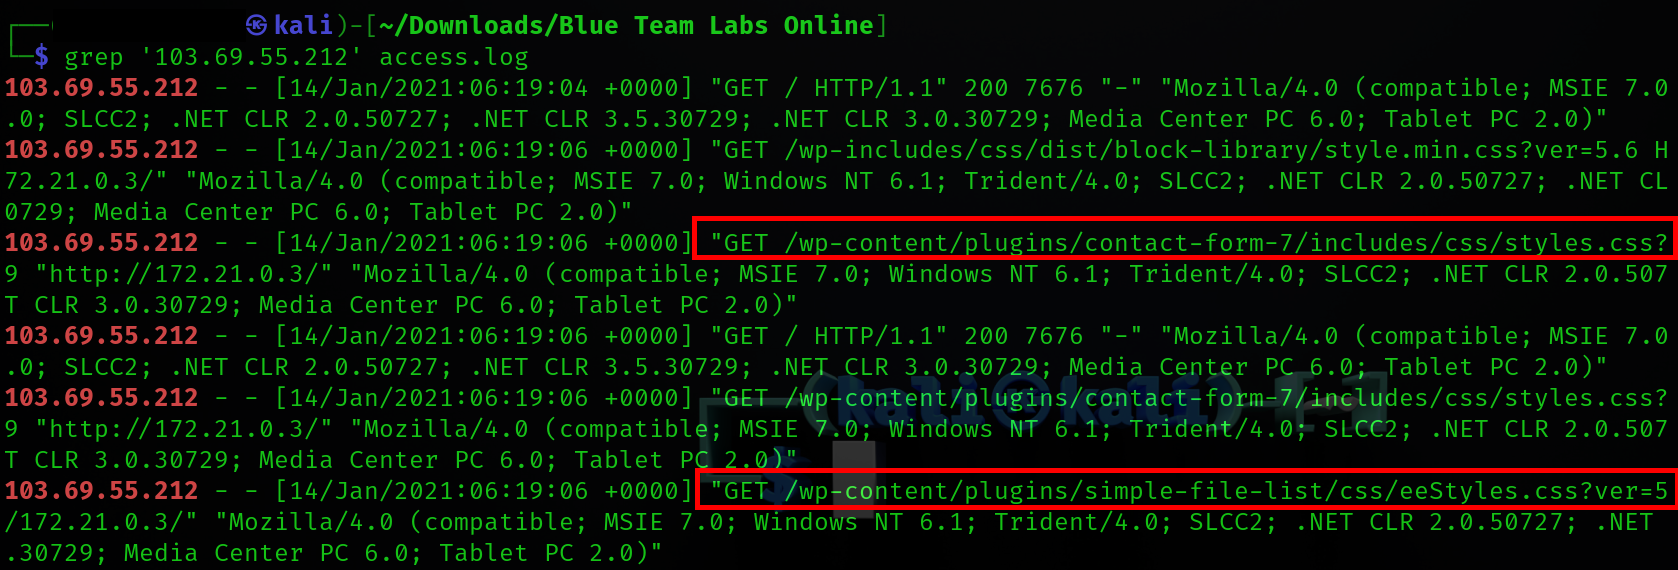 ㉿kali)-[~/Downloads/Blue Team Labs Online]
$ grep '103.69.55.212' access.log
103.69.55.212 - - [14/Jan/2021:06:19:04 +0000] "GET / HTTP/1.1" 200 7676 "-" "Mozilla/4.0 (compatible; MSIE 7.0
.0; SLCC2; .NET CLR 2.0.50727; .NET CLR 3.5.30729; .NET CLR 3.0.30729; Media Center PC 6.0; Tablet PC 2.0)"
103.69.55.212 - - [14/Jan/2021:06:19:06 +0000] "GET /wp-includes/css/dist/block-library/style.min.css?ver=5.6 H
72.21.0.3/" "Mozilla/4.0 (compatible; MSIE 7.0; Windows NT 6.1; Trident/4.0; SLCC2; .NET CLR 2.0.50727; .NET CL
0729; Media Center PC 6.0; Tablet PC 2.0)"
103.69.55.212 - - [14/Jan/2021:06:19:06 +0000] "GET /wp-content/plugins/contact-form-7/includes/css/styles.css?
9 "http://172.21.0.3/" "Mozilla/4.0 (compatible; MSIE 7.0; Windows NT 6.1; Trident/4.0; SLCC2; .NET CLR 2.0.507
T CLR 3.0.30729; Media Center PC 6.0; Tablet PC 2.0)"
103.69.55.212 - - [14/Jan/2021:06:19:06 +0000] "GET / HTTP/1.1" 200 7676 "-" "Mozilla/4.0 (compatible; MSIE 7.0
.0; SLCC2; .NET CLR 2.0.50727; .NET CLR 3.5.30729; .NET CLR 3.0.30729; Media Center PC 6.0; Tablet PC 2.0)"
103.69.55.212 - - [14/Jan/2021:06:19:06 +0000] "GET /wp-content/plugins/contact-form-7/includes/css/styles.css?
9 "http://172.21.0.3/" "Mozilla/4.0 (compatible; MSIE 7.0; Windows NT 6.1; Trident/4.0; SLCC2; .NET CLR 2.0.507
T CLR 3.0.30729; Media Center PC 6.0; Tablet PC 2.0)"
(kali㉿kali)-[~]
103.69.55.212 - - [14/Jan/2021:06:19:06 +0000] "GET /wp-content/plugins/simple-file-list/css/eeStyles.css?ver=5
/172.21.0.3/" "Mozilla/4.0 (compatible; MSIE 7.0; Windows NT 6.1; Trident/4.0; SLCC2; .NET CLR 2.0.50727; .NET
.30729; Media Center PC 6.0; Tablet PC 2.0)"